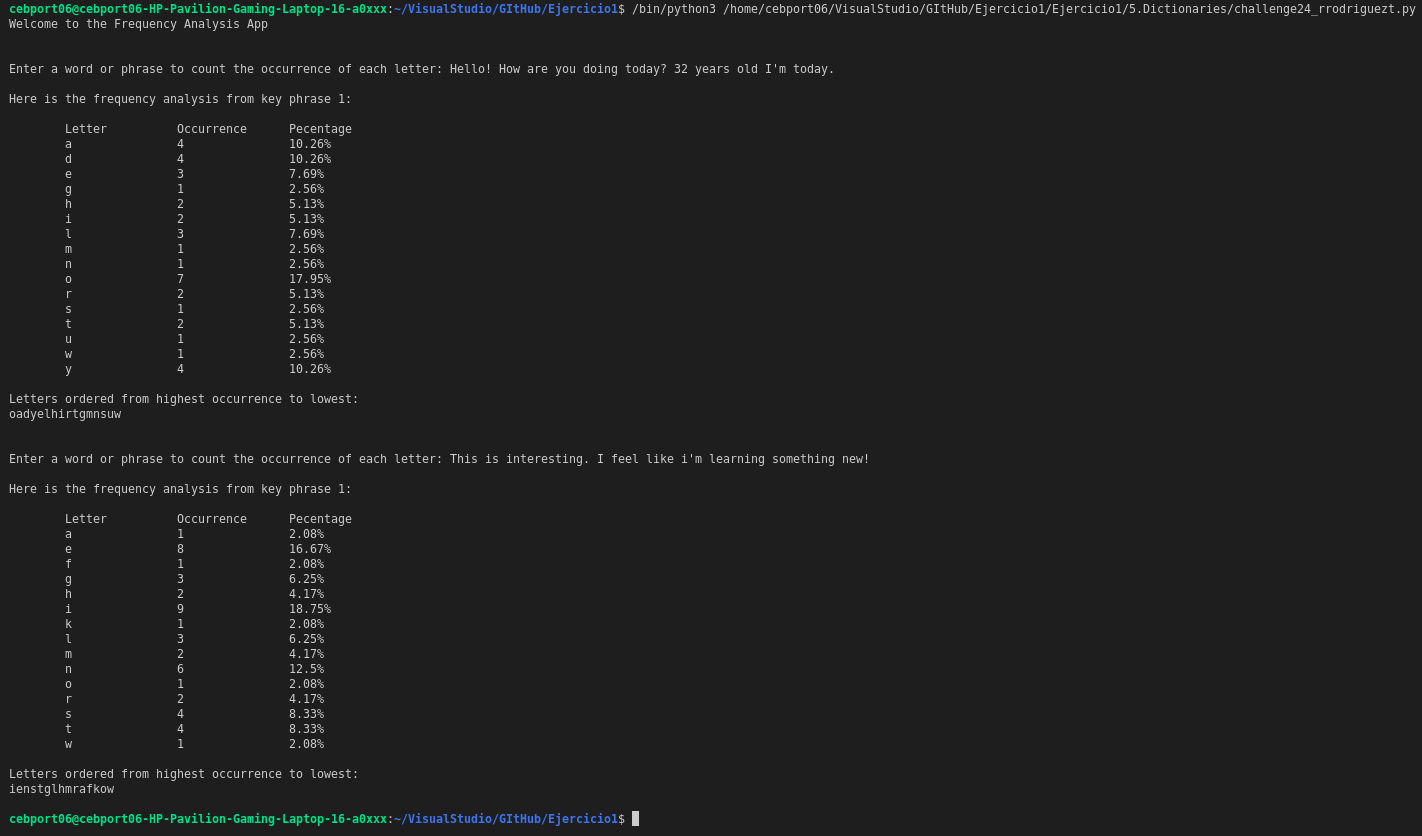 cebport06@cebport06-HP-Pavilion-Gaming-Laptop-16-a0xxx:~/VisualStudio/GItHub/Ejercicio1$ /bin/python3 /home/cebport06/VisualStudio/GItHub/Ejercicio1/Ejercicio1/5.Dictionaries/challenge24_rrodriguezt.py
Welcome to the Frequency Analysis App
Enter a word or phrase to count the occurrence of each letter: Hello! How are you doing today? 32 years old I'm today.
Here is the frequency analysis from key phrase 1:
Letter Occurrence Pecentage
a 4 10.26%
d 4 10.26%
e 3 7.69%
g 1 2.56%
h 2 5.13%
i 2 5.13%
l 3 7.69%
m 1 2.56%
n 1 2.56%
o 7 17.95%
r 2 5.13%
s 1 2.56%
t 2 5.13%
u 1 2.56%
w 1 2.56%
y 4 10.26%
Letters ordered from highest occurrence to lowest:
oadyelhirtgmnsuw
Enter a word or phrase to count the occurrence of each letter: This is interesting. I feel like i'm learning something new!
Here is the frequency analysis from key phrase 1:
Letter Occurrence Pecentage
a 1 2.08%
e 8 16.67%
f 1 2.08%
g 3 6.25%
h 2 4.17%
i 9 18.75%
k 1 2.08%
l 3 6.25%
m 2 4.17%
n 6 12.5%
o 1 2.08%
r 2 4.17%
s 4 8.33%
t 4 8.33%
w 1 2.08%
Letters ordered from highest occurrence to lowest:
ienstglhmrafkow
cebport06@cebport06-HP-Pavilion-Gaming-Laptop-16-a0xxx:~/VisualStudio/GItHub/Ejercicio1$